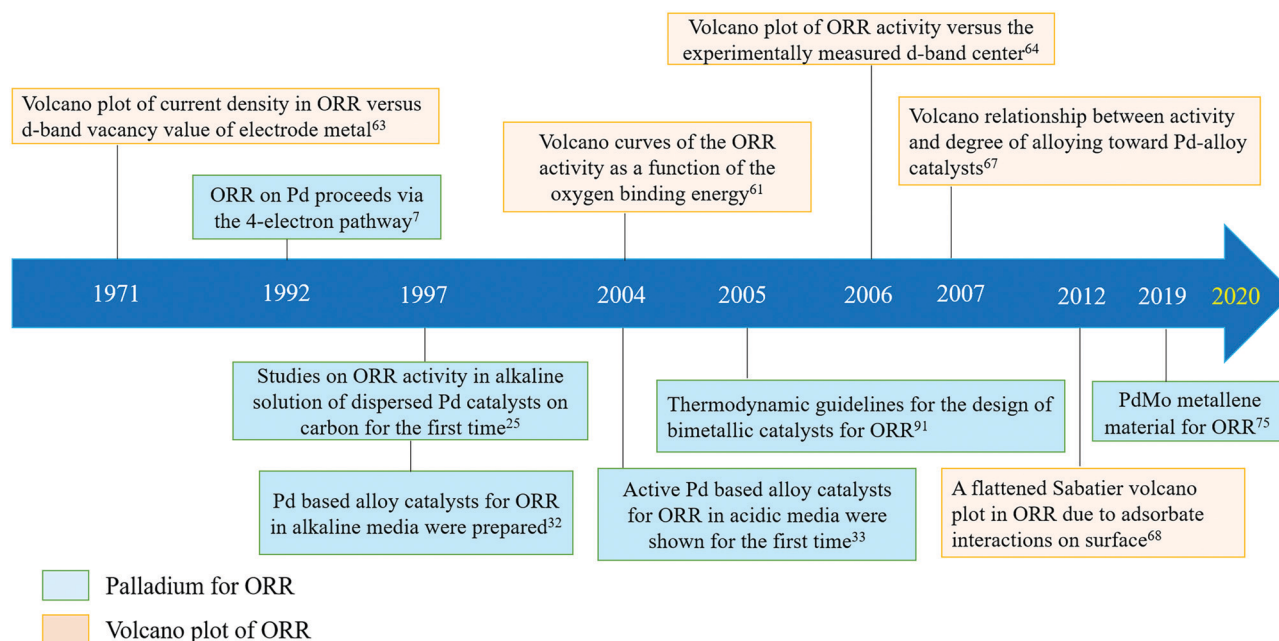 Volcano plot of ORR activity versus the
experimentally measured d-band center64
Volcano plot of current density in ORR versus
d-band vacancy value of electrode metal63
Volcano curves of the ORR
activity as a function of the
oxygen binding energy61
Volcano relationship between activity
and degree of alloying toward Pd-alloy
catalysts67
ORR on Pd proceeds via
the 4-electron pathway7
1971
1992
1997
2004
2005
2006
2007
2012
2019
2020
Studies on ORR activity in alkaline
solution of dispersed Pd catalysts on
carbon for the first time25
Thermodynamic guidelines for the design of
bimetallic catalysts for ORR91
PdMo metallene
material for ORR75
Pd based alloy catalysts for ORR
in alkaline media were prepared32
Active Pd based alloy catalysts
for ORR in acidic media were
shown for the first time33
A flattened Sabatier volcano
plot in ORR due to adsorbate
interactions on surface68
Palladium for ORR
Volcano plot of ORR